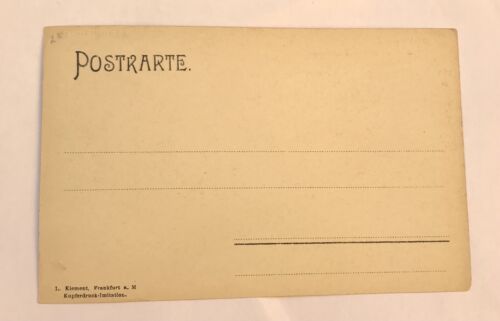 POSTKARTE.
L. Klement, Frankfurt a. M
Kupferdruck-Imitation.